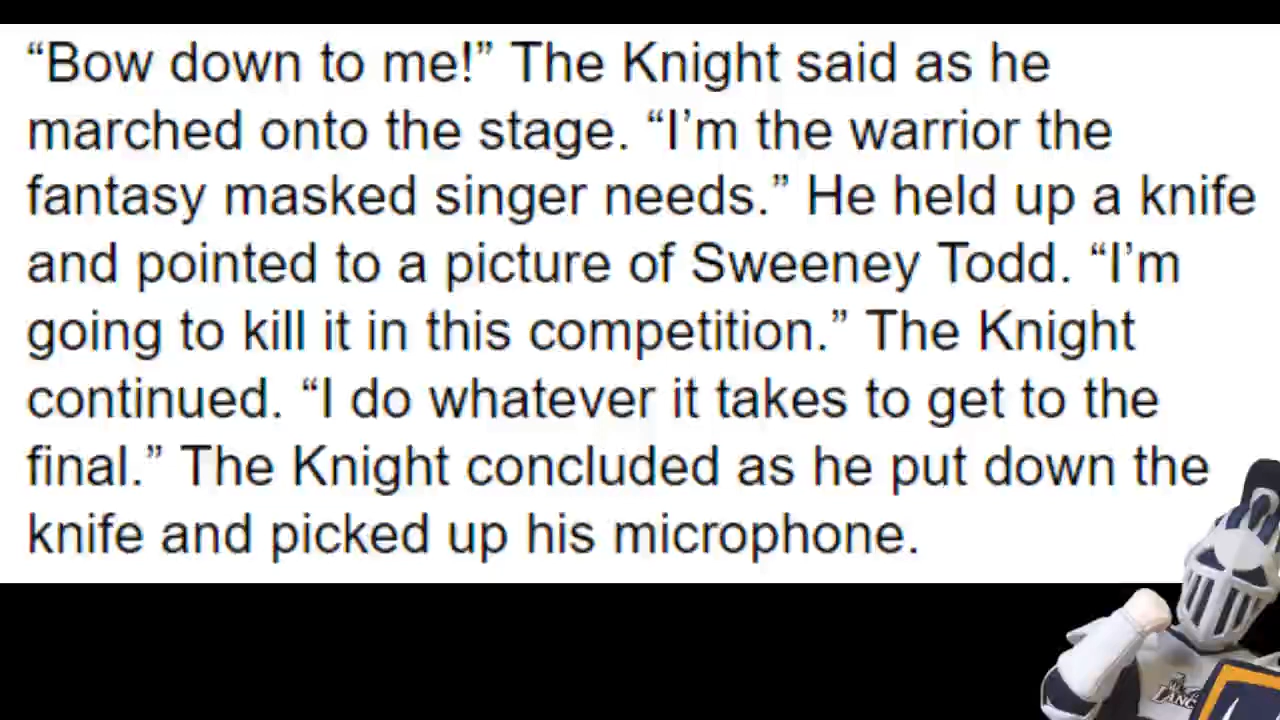 “Bow down to me!” The Knight said as he
marched onto the stage. “I’m the warrior the
fantasy masked singer needs.” He held up a knife
and pointed to a picture of Sweeney Todd. “I’m
going to kill it in this competition.” The Knight
continued. “I do whatever it takes to get to the
final.” The Knight concluded as he put down the
knife and picked up his microphone.